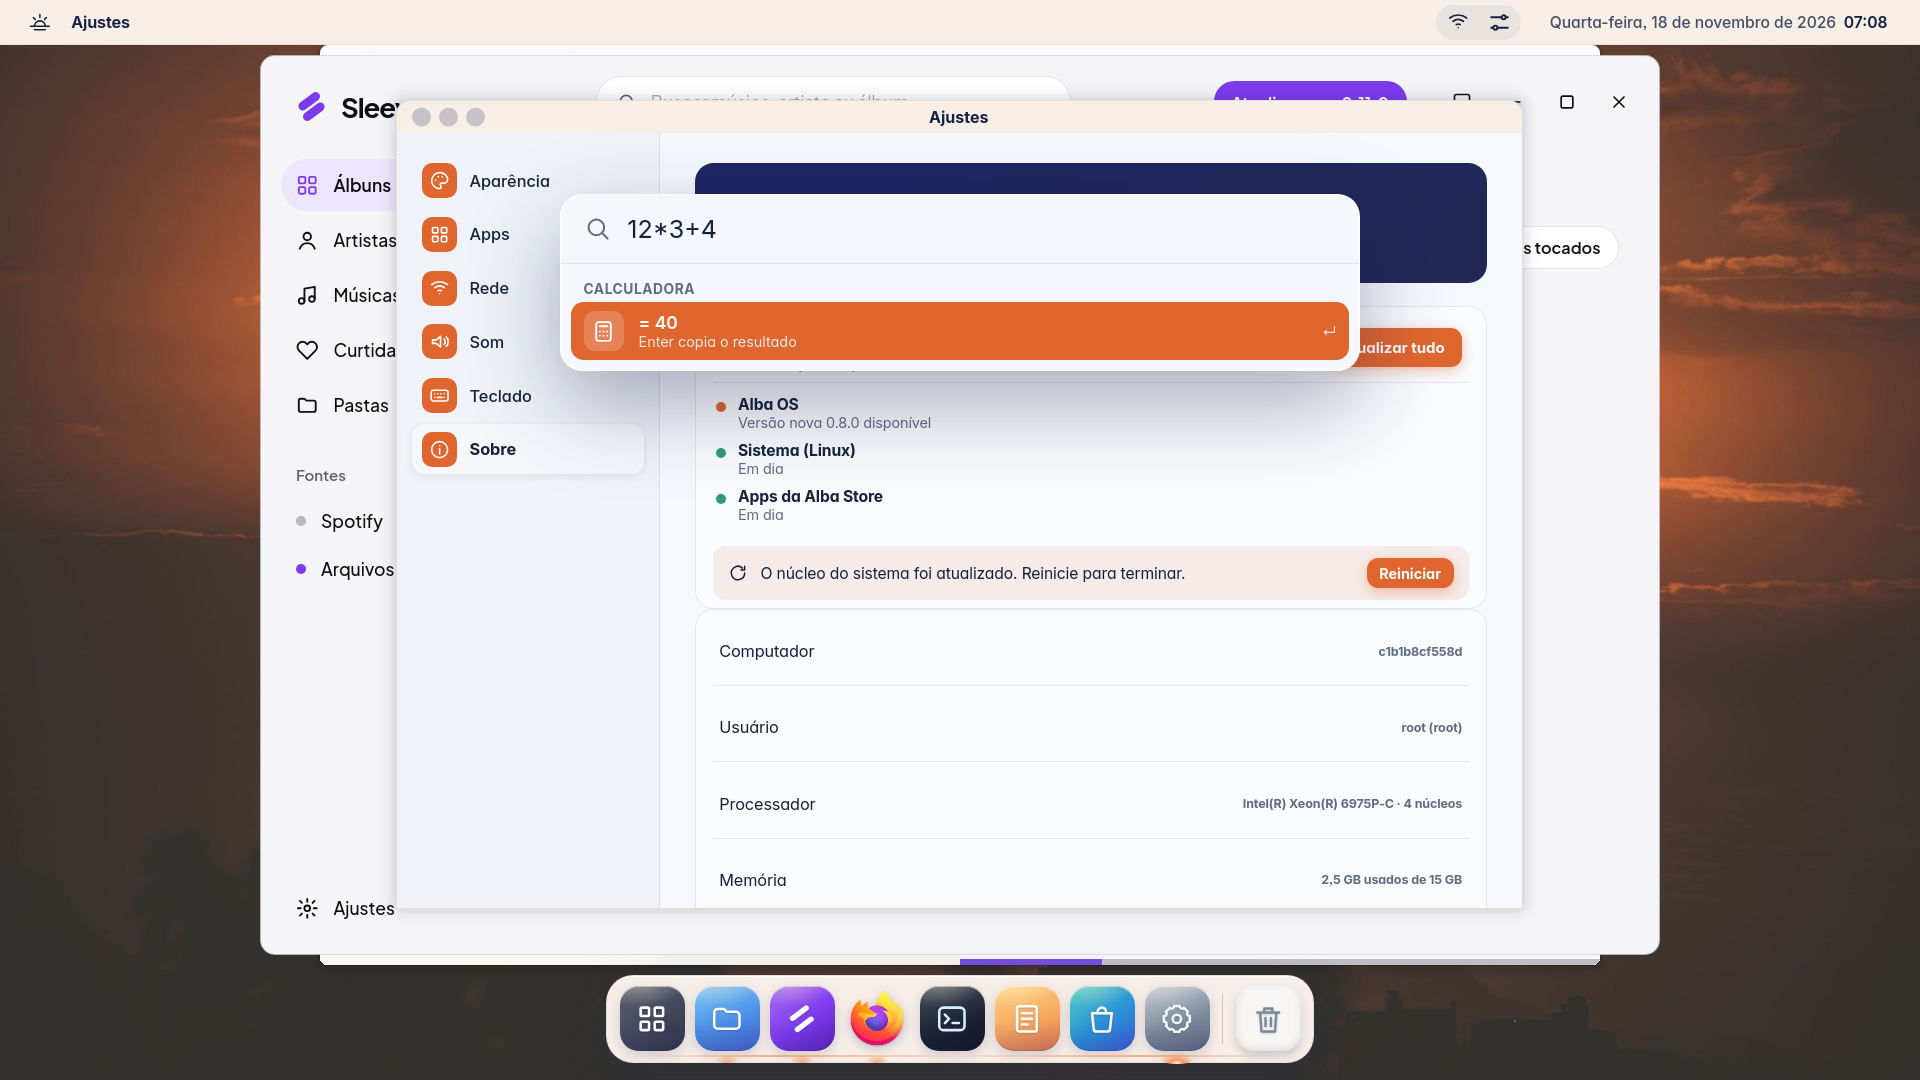 Ajustes
Quarta-feira, 18 de novembro de 2026 07:08
Ajustes
Álbuns
Artistas
Músicas
Pastas
Fontes
Spotify
Arquivos
Ajustes
Aparência
Apps
Rede
Som
Teclado
Sobre
12*3+4
CALCULADORA
= 40
Enter copia o resultado
s tocados
ualizar tudo
Alba OS
Versão nova 0.8.0 disponível
Sistema (Linux)
Em dia
Apps da Alba Store
Em dia
O núcleo do sistema foi atualizado. Reinicie para terminar.
Reiniciar
Computador
c1b1b8cf558d
Usuário
root (root)
Processador
Intel(R) Xeon(R) 6975P-C · 4 núcleos
Memória
2,5 GB usados de 15 GB